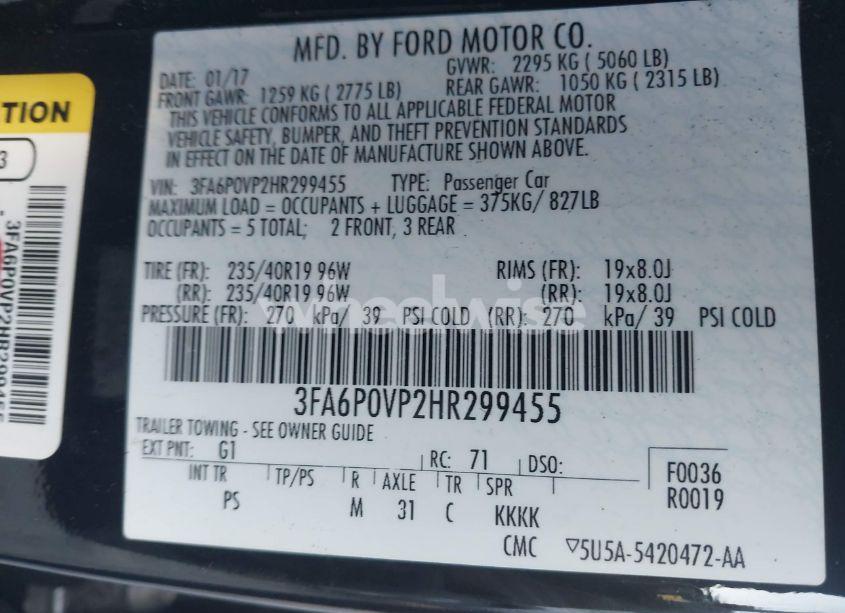 TION
3
3FA6P0VP2HR299455
MFD. BY FORD MOTOR CO.
DATE: 01/17 GVWR: 2295 KG ( 5060 LB)
FRONT GAWR: 1259 KG ( 2775 LB) REAR GAWR: 1050 KG ( 2315 LB)
THIS VEHICLE CONFORMS TO ALL APPLICABLE FEDERAL MOTOR
VEHICLE SAFETY, BUMPER, AND THEFT PREVENTION STANDARDS
IN EFFECT ON THE DATE OF MANUFACTURE SHOWN ABOVE.
VIN: 3FA6P0VP2HR299455 TYPE: Passenger Car
MAXIMUM LOAD = OCCUPANTS + LUGGAGE = 375KG/ 827LB
OCCUPANTS = 5 TOTAL; 2 FRONT, 3 REAR
TIRE (FR): 235/40R19 96W RIMS (FR): 19x8.0J
(RR): 235/40R19 96W (RR): 19x8.0J
wheelwise
PRESSURE (FR): 270 kPa/ 39 PSI COLD (RR): 270 kPa/ 39 PSI COLD
3FA6P0VP2HR299455
TRAILER TOWING - SEE OWNER GUIDE
EXT PNT: G1 RC: 71 DSO:
INT TR TP/PS R AXLE TR SPR F0036
PS M 31 C KKKK R0019
CMC ▽5U5A-5420472-AA